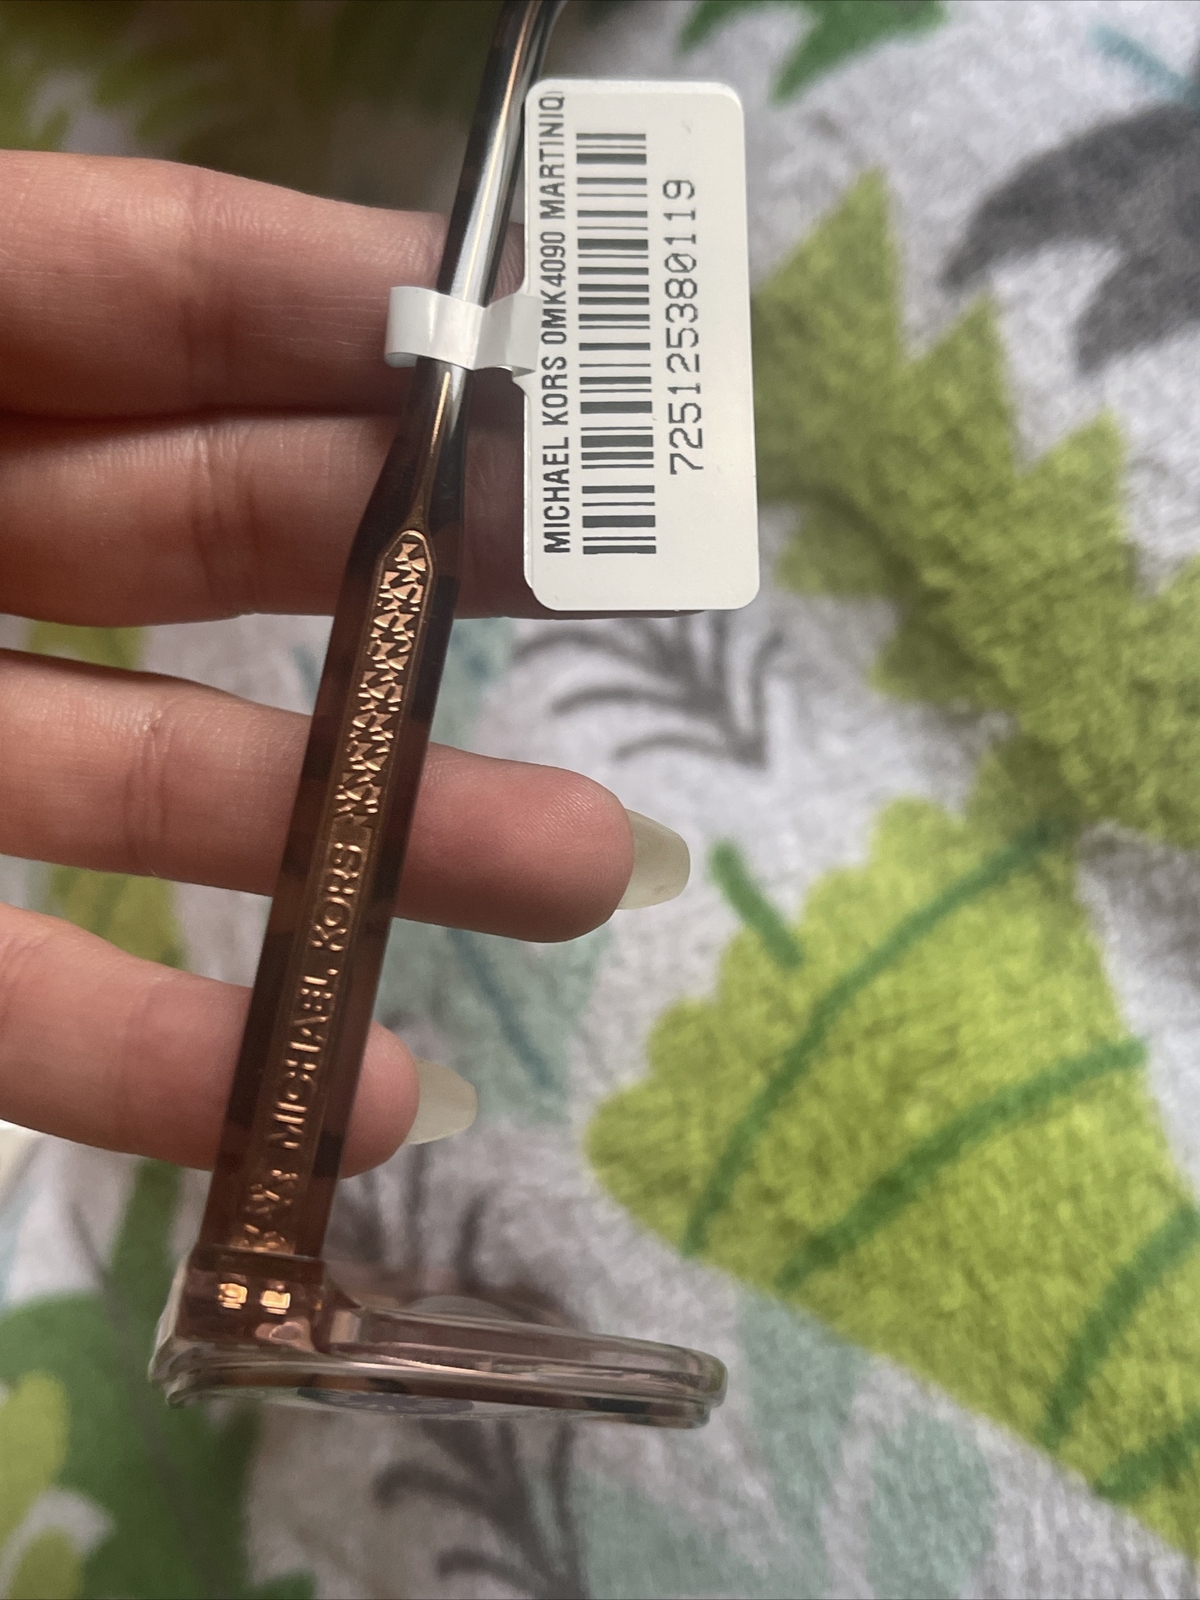 MICHAEL KORS 0MK4090 MARTINIQ
725125380119
MICHAEL KORS